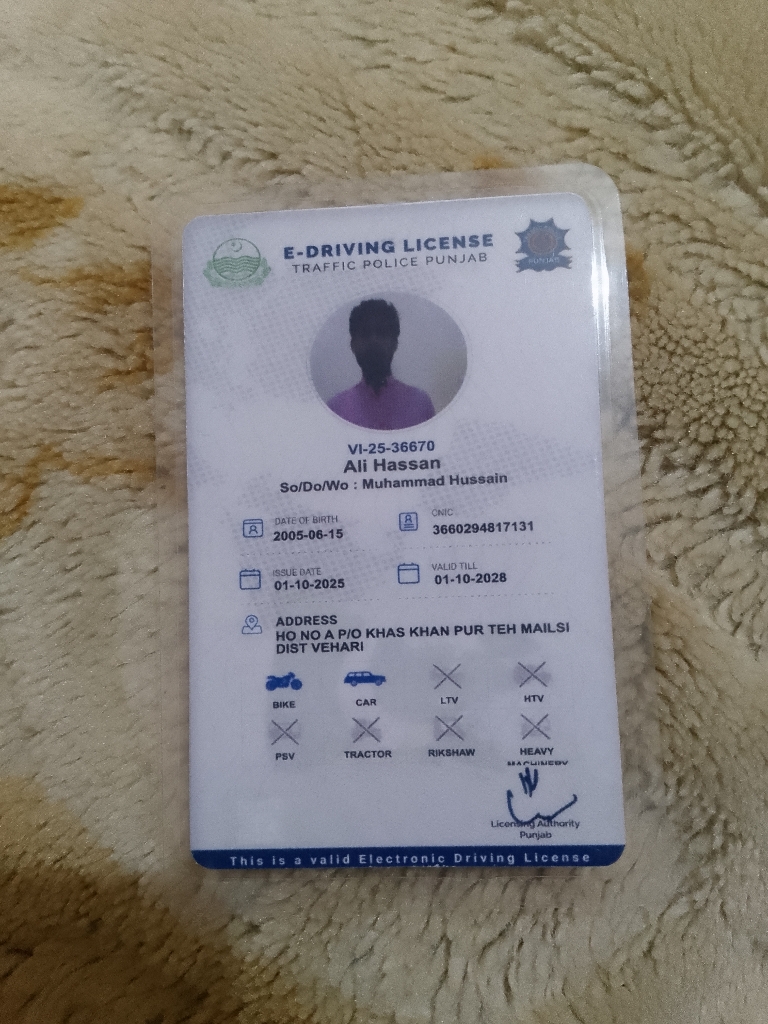 E-DRIVING LICENSE
TRAFFIC POLICE PUNJAB
PUNJAB
VI-25-36670
Ali Hassan
So/Do/Wo : Muhammad Hussain
DATE OF BIRTH
2005-06-15
CNIC
3660294817131
ISSUE DATE
01-10-2025
VALID TILL
01-10-2028
ADDRESS
HO NO A P/O KHAS KHAN PUR TEH MAILSI
DIST VEHARI
BIKE CAR LTV HTV
PSV TRACTOR RIKSHAW HEAVY
MACHINERY
Licensing Authority
Punjab
This is a valid Electronic Driving License